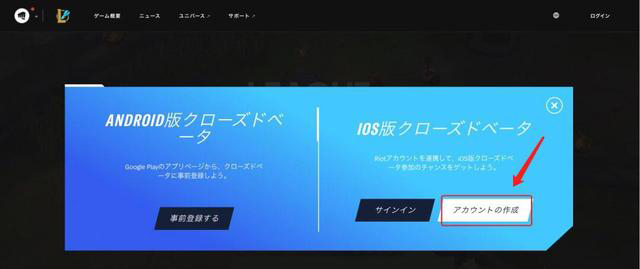 ゲーム概要 ニュース ユニバース↗ サポート↗ ログイン
ANDROID版クローズドベ
ータ
Google Playのアプリページから、クローズドベ
ータに事前登録しよう。
事前登録する
IOS版クローズドベータ
Riotアカウントを連携して、iOS版クローズドベ
ータ参加のチャンスをゲットしよう。
サインイン アカウントの作成